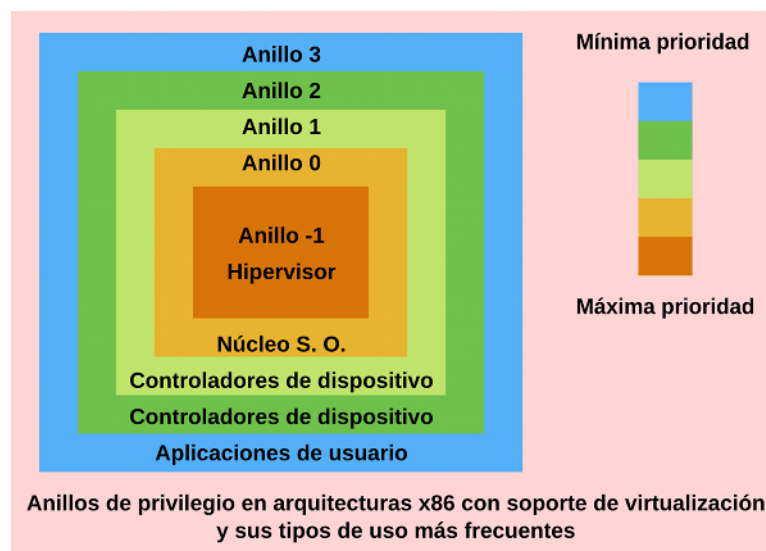 Anillo 3
Anillo 2
Anillo 1
Anillo 0
Anillo -1
Hipervisor
Núcleo S. O.
Controladores de dispositivo
Controladores de dispositivo
Aplicaciones de usuario
Mínima prioridad
Máxima prioridad
Anillos de privilegio en arquitecturas x86 con soporte de virtualización
y sus tipos de uso más frecuentes